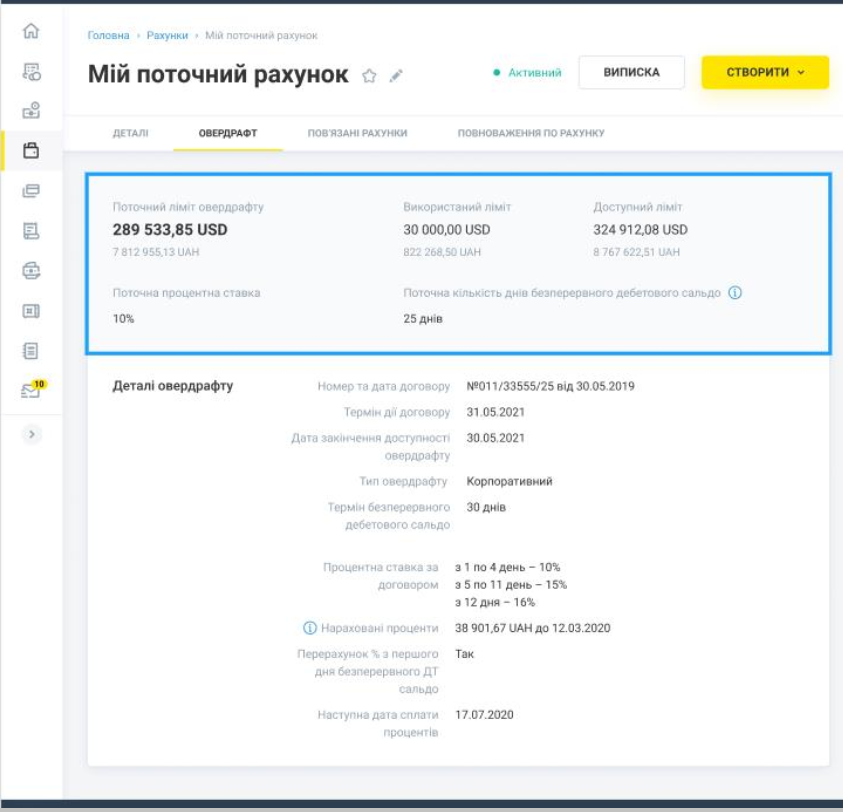 Головна › Рахунки › Мій поточний рахунок
Мій поточний рахунок
Активний
ВИПИСКА
СТВОРИТИ
ДЕТАЛІ
ОВЕРДРАФТ
ПОВ'ЯЗАНІ РАХУНКИ
ПОВНОВАЖЕННЯ ПО РАХУНКУ
Поточний ліміт овердрафту
289 533,85 USD
7 812 955,13 UAH
Використаний ліміт
30 000,00 USD
822 268,50 UAH
Доступний ліміт
324 912,08 USD
8 767 622,51 UAH
Поточна процентна ставка
10%
Поточна кількість днів безперервного дебетового сальдо
25 днів
10
Деталі овердрафту
Номер та дата договору
№011/33555/25 від 30.05.2019
Термін дії договору
31.05.2021
Дата закінчення доступності
овердрафту
30.05.2021
Тип овердрафту
Корпоративний
Термін безперервного
дебетового сальдо
30 днів
Процентна ставка за
договором
з 1 по 4 день – 10%
з 5 по 11 день – 15%
з 12 дня – 16%
Нараховані проценти
38 901,67 UAH до 12.03.2020
Перерахунок % з першого
дня безперервного ДТ
сальдо
Так
Наступна дата сплати
процентів
17.07.2020